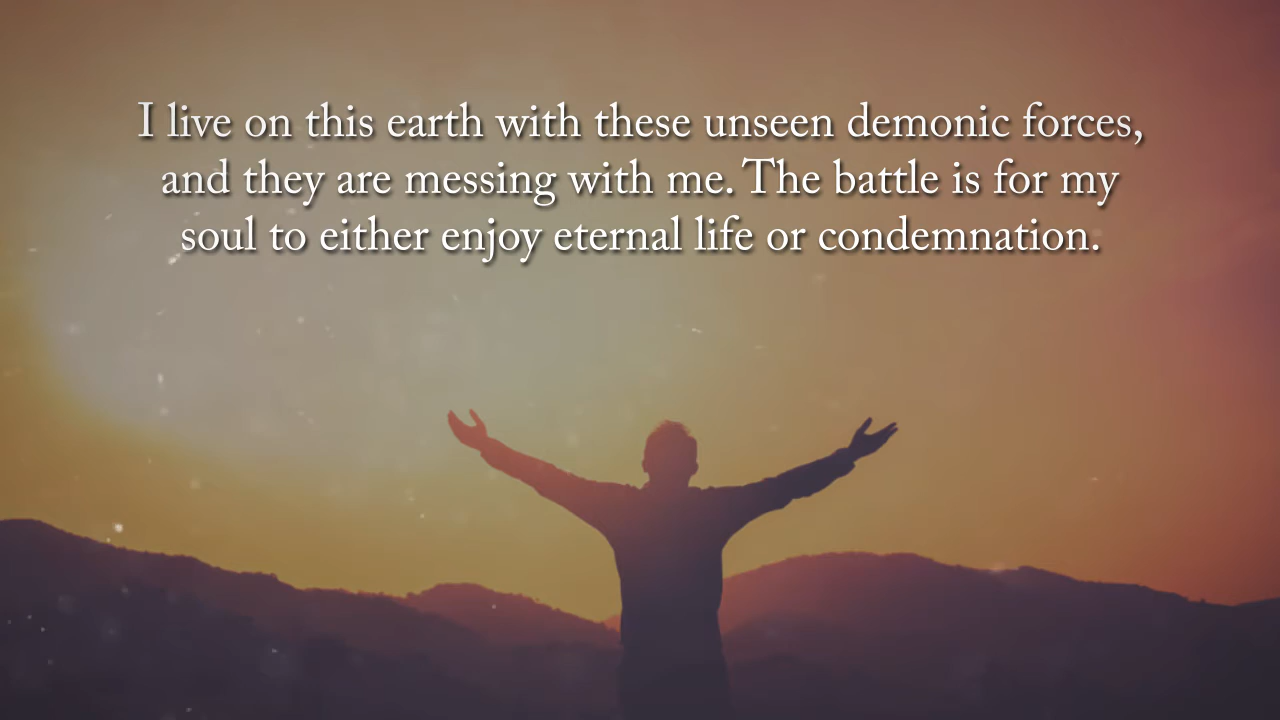 I live on this earth with these unseen demonic forces,
and they are messing with me. The battle is for my
soul to either enjoy eternal life or condemnation.